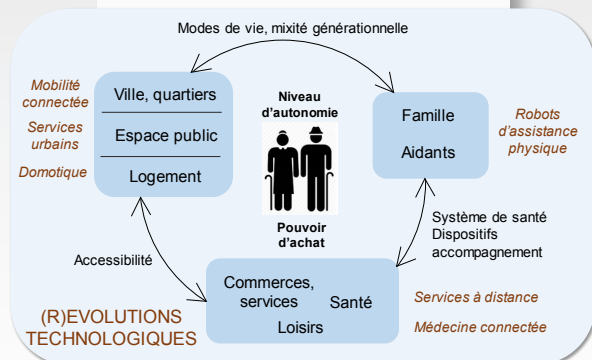 Modes de vie, mixité générationnelle
Mobilité
connectée
Services
urbains
Domotique
Ville, quartiers
Espace public
Logement
Niveau
d'autonomie
Pouvoir
d'achat
Famille
Aidants
Robots
d'assistance
physique
Accessibilité
Système de santé
Dispositifs
accompagnement
Commerces,
services
Santé
Loisirs
Services à distance
Médecine connectée
(R)EVOLUTIONS
TECHNOLOGIQUES